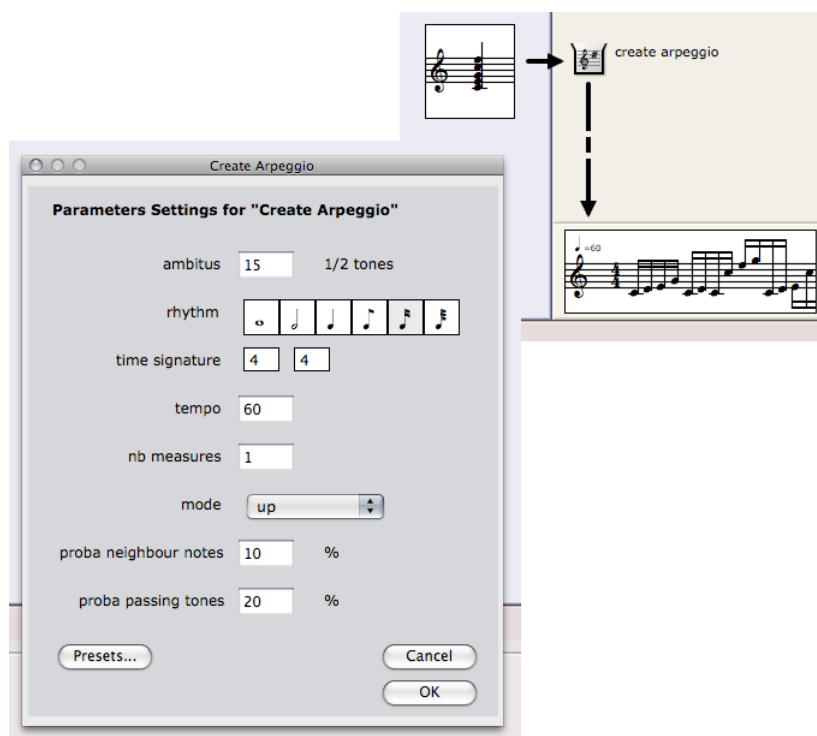 create arpeggio
=60
4
4
Create Arpeggio
Parameters Settings for "Create Arpeggio"
ambitus 15 1/2 tones
rhythm
time signature 4 4
tempo 60
nb measures 1
mode up
proba neighbour notes 10 %
proba passing tones 20 %
Presets... Cancel
OK